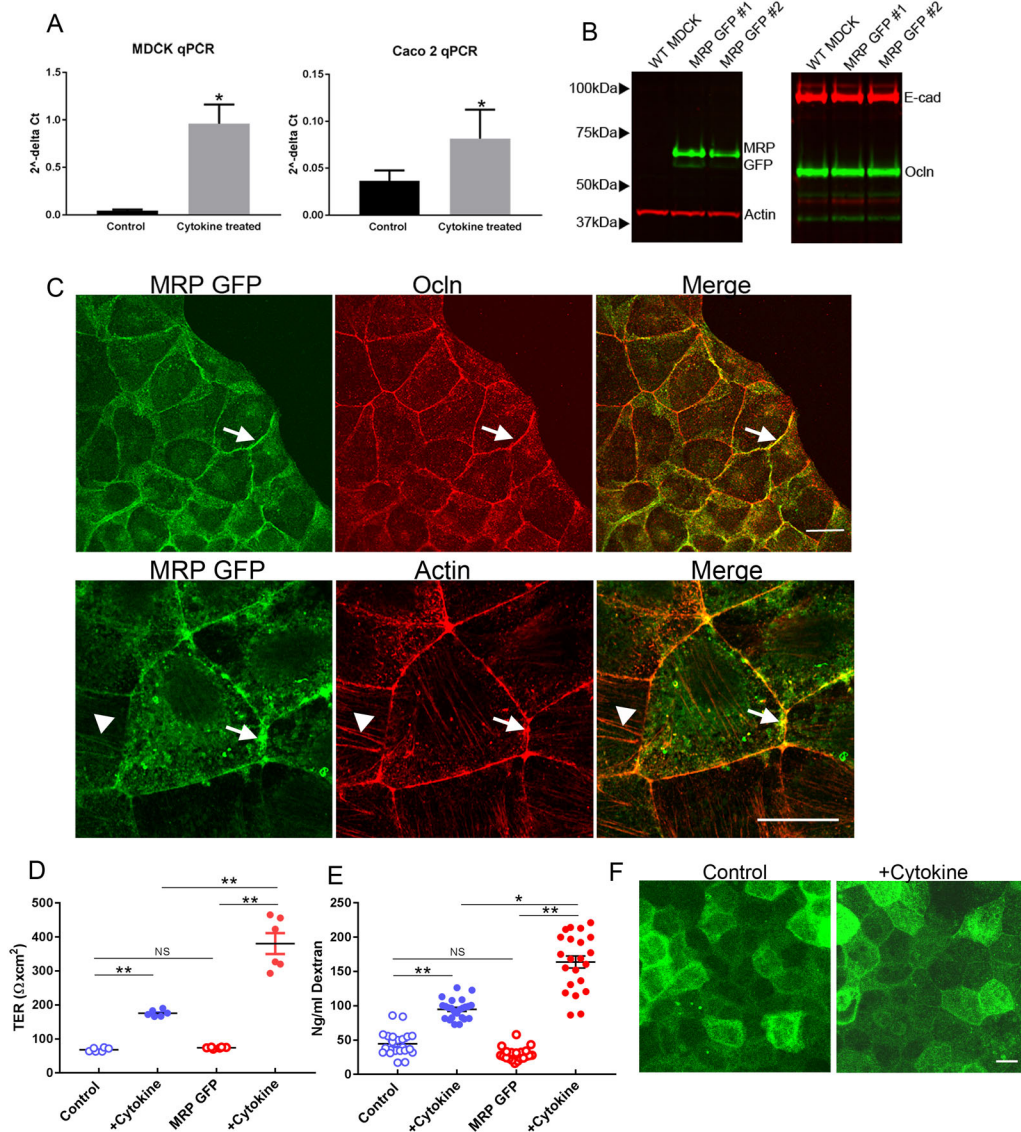 A
MDCK qPCR
2^-delta Ct
1.5
1.0
0.5
0.0
*
Control
Cytokine treated
Caco 2 qPCR
2^-delta Ct
0.15
0.10
0.05
0.00
*
Control
Cytokine treated
B
WT MDCK
MRP GFP #1
MRP GFP #2
100kDa
75kDa
50kDa
37kDa
MRP
GFP
Actin
WT MDCK
MRP GFP #1
MRP GFP #2
E-cad
Ocln
C
MRP GFP
Ocln
Merge
MRP GFP
Actin
Merge
D
TER (Ωxcm²)
500
400
300
200
100
0
**
**
NS
**
Control
+Cytokine
MRP GFP
+Cytokine
E
Ng/ml Dextran
250
200
150
100
50
0
*
**
NS
**
Control
+Cytokine
MRP GFP
+Cytokine
F
Control
+Cytokine